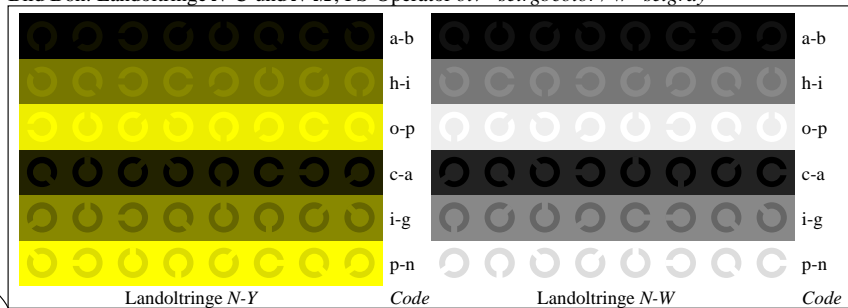 a-b a-b
h-i h-i
o-p o-p
c-a c-a
i-g i-g
p-n p-n
Landoltringe N-Y Code Landoltringe N-W Code